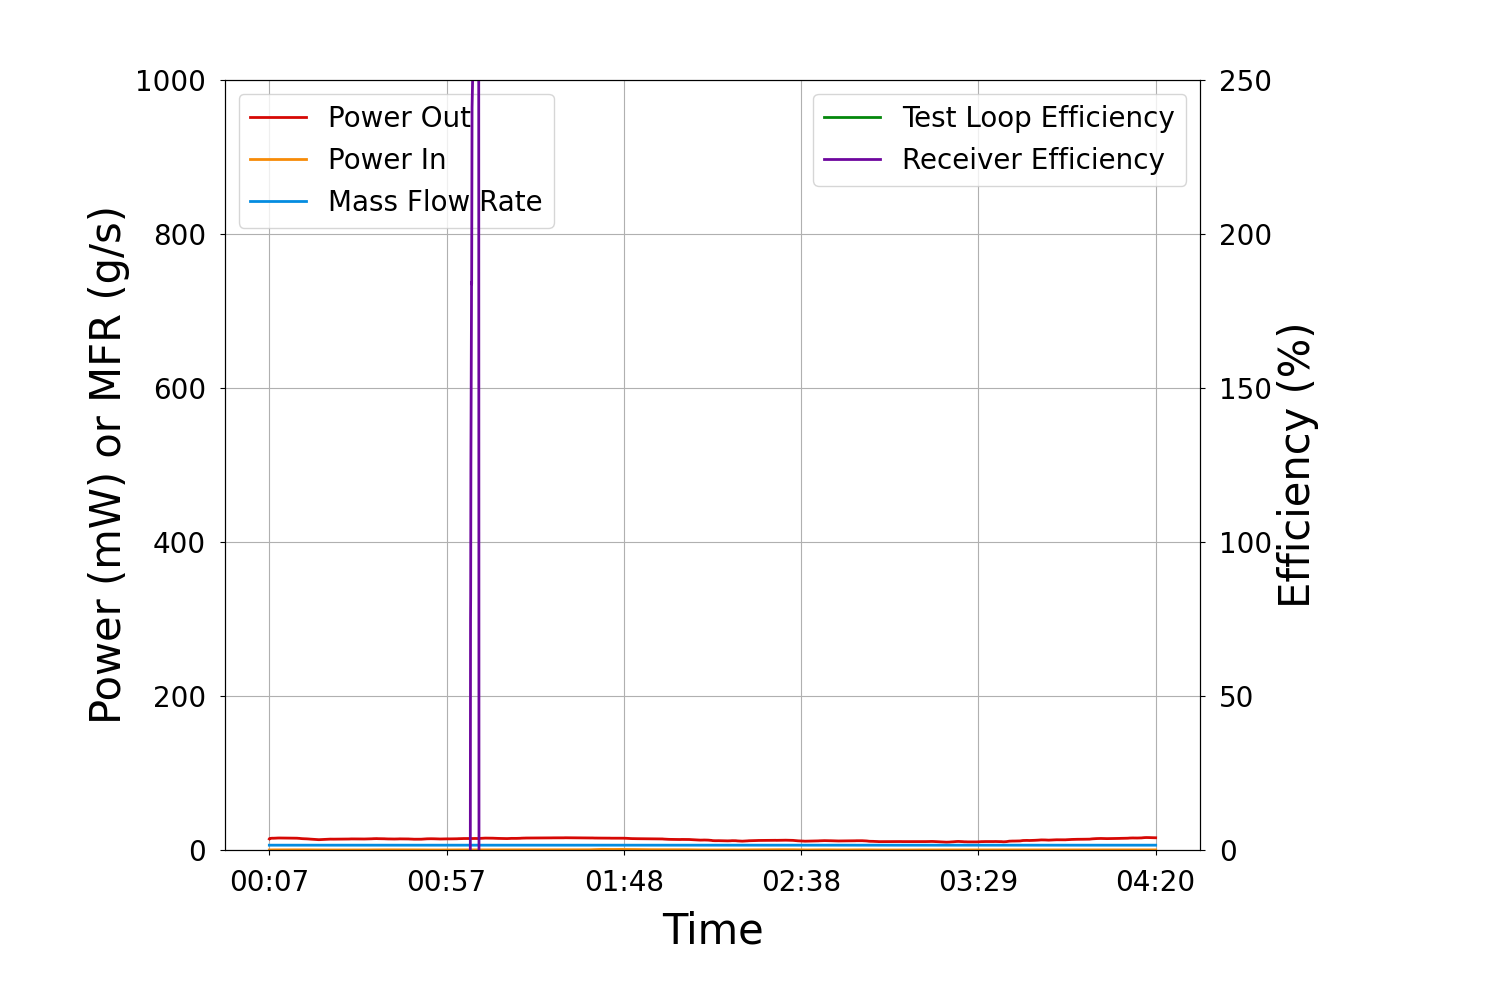 Power (mW) or MFR (g/s)
1000
800
600
400
200
0
Power Out
Power In
Mass Flow Rate
Test Loop Efficiency
Receiver Efficiency
250
200
150
100
50
0
Efficiency (%)
00:07 00:57 01:48 02:38 03:29 04:20
Time